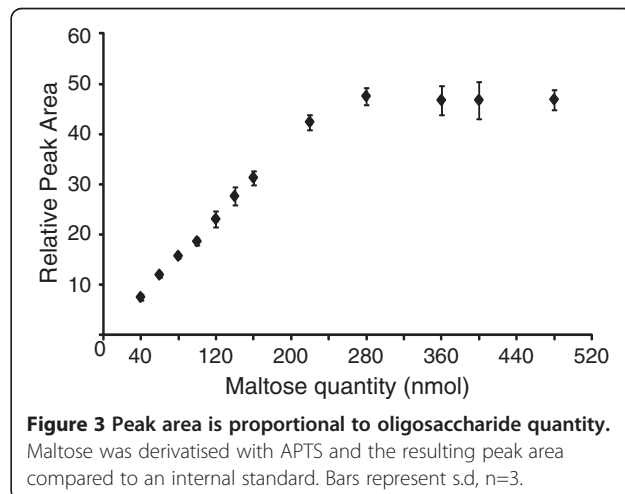 60
50
40
30
20
10
0
Relative Peak Area
40 120 200 280 360 440 520
Maltose quantity (nmol)
Figure 3 Peak area is proportional to oligosaccharide quantity.
Maltose was derivatised with APTS and the resulting peak area
compared to an internal standard. Bars represent s.d, n=3.